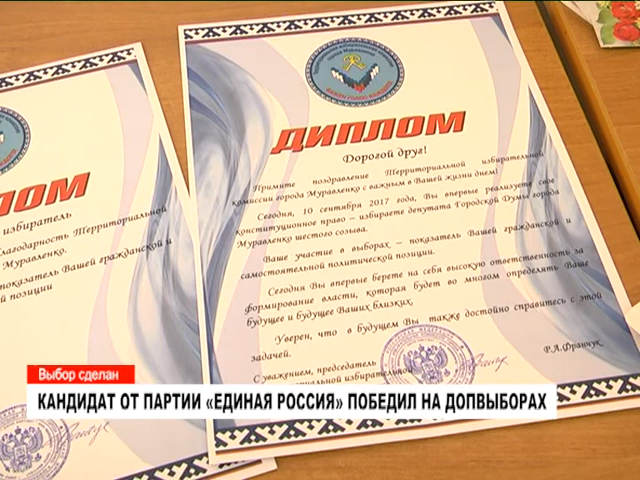 ДИПЛОМ
Дорогой друг!
Примите поздравление Территориальной избирательной
комиссии города Муравленко с важным в Вашей жизни днем!
Сегодня, 10 сентября 2017 года, Вы впервые реализуете свое
конституционное право – избираете депутата Городской Думы города
Муравленко шестого созыва.
Ваше участие в выборах – показатель Вашей гражданской и
самостоятельной политической позиции.
Сегодня Вы впервые берете на себя высокую ответственность за
формирование власти, которая будет во многом определять Ваше
будущее и будущее Ваших близких.
Уверен, что в будущем Вы также достойно справитесь с этой
задачей.
С уважением, председатель
избирательной
Р.А.Франчук.
ЛОМ
избиратель
Территориальной
Муравленко.
показатель Вашей гражданской и
позиции
Выбор сделан
КАНДИДАТ ОТ ПАРТИИ «ЕДИНАЯ РОССИЯ» ПОБЕДИЛ НА ДОПВЫБОРАХ